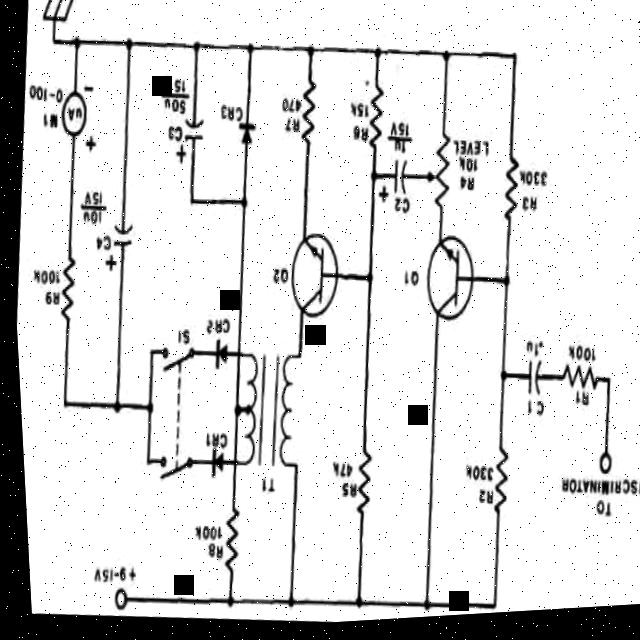 +9-15V
R8
100k
TO
ISCRIMINATOR
R2
330k
R5
47k
T1
CR1
R1
100k
C1
.1u
CR2
S1
Q1
Q2
R9
100k
C4
+
10u
15V
R3
330k
R4
10k
LEVEL
C2
+
1u
15V
R6
15k
R7
470
CR3
C3
+
50u
15
M1
uA
0-100
+
-